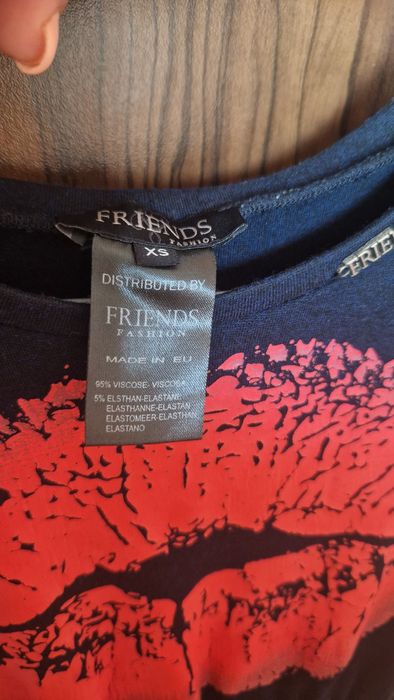 FRIENDS
FASHION
XS
DISTRIBUTED BY
FRIENDS
FASHION
MADE IN EU
95% VISCOSE- VISCOSA
5% ELSTHAN-ELASTANE
ELASTHANNE-ELASTAN
ELASTOMEER-ELASTHAN
ELASTANO
FRIE